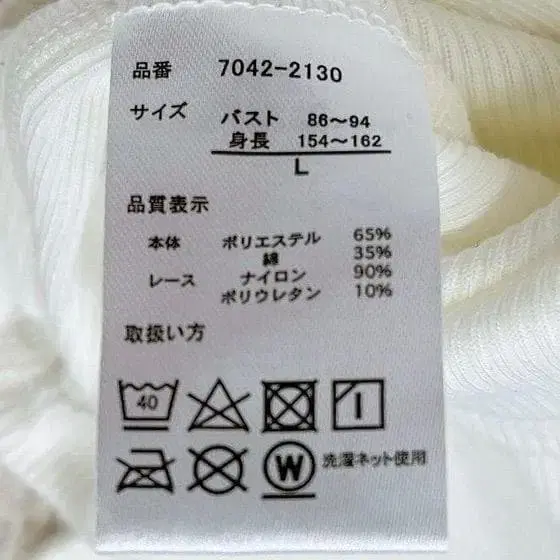 品番 7042-2130
サイズ バスト 86〜94
身長 154〜162
L
品質表示
本体 ポリエステル 65%
綿 35%
レース ナイロン 90%
ポリウレタン 10%
取扱い方
40
W 洗濯ネット使用